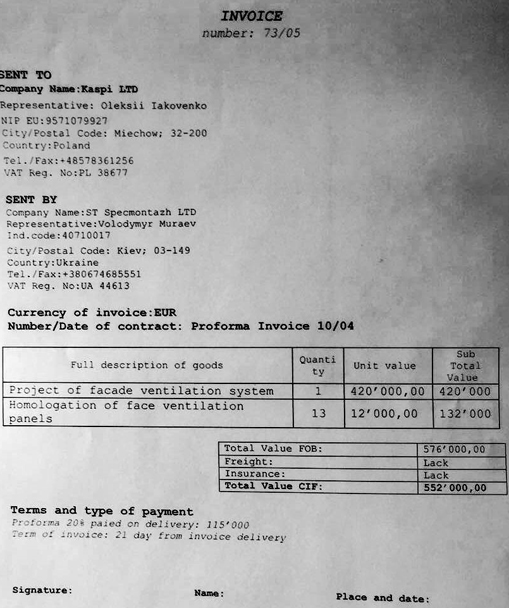 INVOICE
number: 73/05
SENT TO
Company Name:Kaspi LTD
Representative: Oleksii Iakovenko
NIP EU:9571079927
City/Postal Code: Miechow; 32-200
Country:Poland
Tel./Fax:+48578361256
VAT Reg. No:PL 38677
SENT BY
Company Name:ST Specmontazh LTD
Representative:Volodymyr Muraev
Ind.code:40710017
City/Postal Code: Kiev; 03-149
Country:Ukraine
Tel./Fax:+380674685551
VAT Reg. No:UA 44613
Currency of invoice:EUR
Number/Date of contract: Proforma Invoice 10/04
Full description of goods Quanti ty Unit value Sub Total Value
Project of facade ventilation system 1 420'000,00 420'000
Homologation of face ventilation panels 13 12'000,00 132'000
Total Value FOB: 576'000,00
Freight: Lack
Insurance: Lack
Total Value CIF: 552'000,00
Terms and type of payment
Proforma 20% paied on delivery: 115'000
Term of invoice: 21 day from invoice delivery
Signature: Name: Place and date: